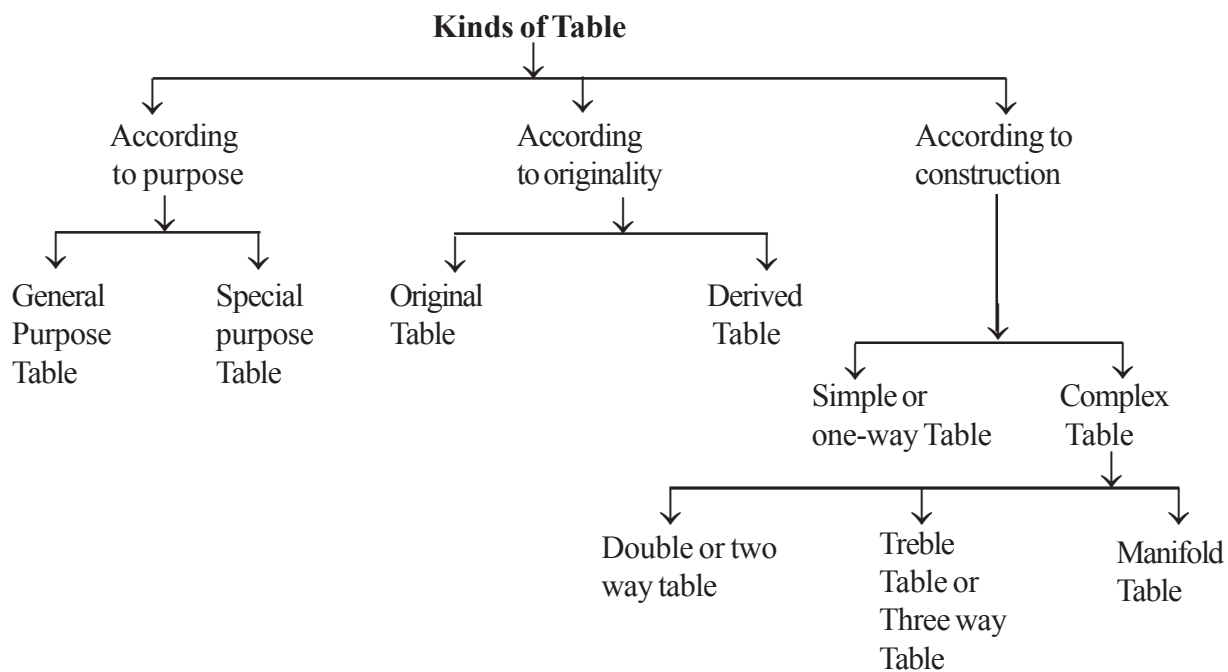 Kinds of Table
According
to purpose
According
to originality
According to
construction
General
Purpose
Table
Special
purpose
Table
Original
Table
Derived
Table
Simple or
one-way Table
Complex
Table
Double or two
way table
Treble
Table or
Three way
Table
Manifold
Table